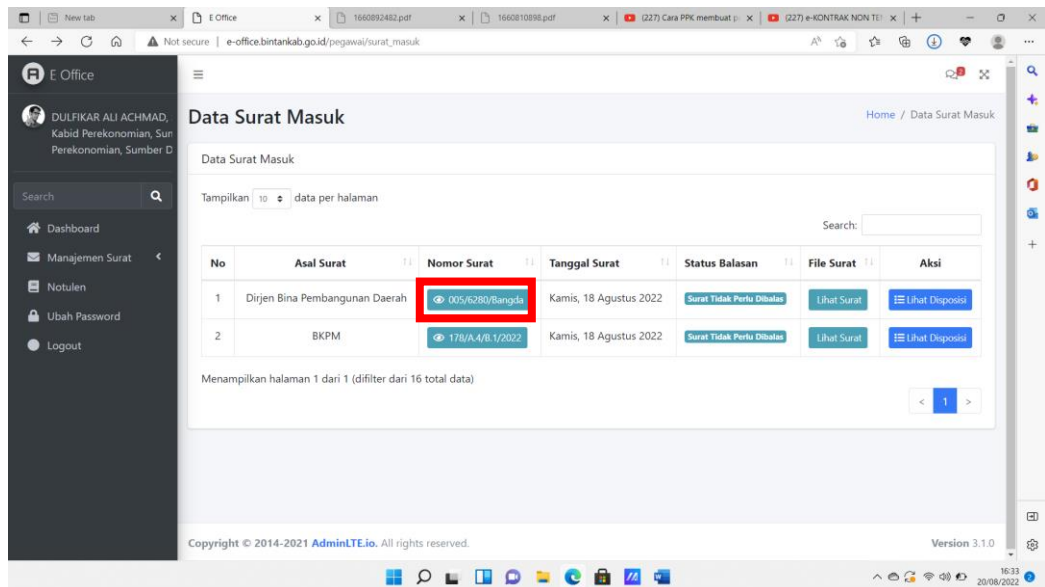 New tab
E Office
1660892482.pdf
1660810898.pdf
(227) Cara PPK membuat
(227) e-KONTRAK NON TE
Not secure | e-office.bintankab.go.id/pegawai/surat_masuk
E Office
DULFIKAR ALI ACHMAD,
Kabid Perekonomian, Sun
Perekonomian, Sumber D
Search
Dashboard
Manajemen Surat
Notulen
Ubah Password
Logout
Data Surat Masuk
Home / Data Surat Masuk
Data Surat Masuk
Tampilkan 10 data per halaman
Search:
No Asal Surat Nomor Surat Tanggal Surat Status Balasan File Surat Aksi
1 Dirjen Bina Pembangunan Daerah 005/6280/Bangda Kamis, 18 Agustus 2022 Surat Tidak Perlu Dibalas Lihat Surat Lihat Disposisi
2 BKPM 178/A.4/B.1/2022 Kamis, 18 Agustus 2022 Surat Tidak Perlu Dibalas Lihat Surat Lihat Disposisi
Menampilkan halaman 1 dari 1 (difilter dari 16 total data)
< 1 >
Copyright © 2014-2021 AdminLTE.io. All rights reserved.
Version 3.1.0
16:33
20/08/2022